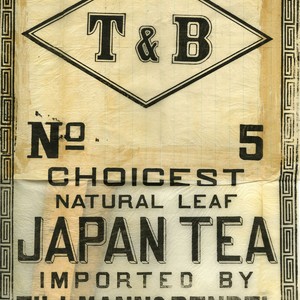 T & B
No 5
CHOICEST
NATURAL LEAF
JAPAN TEA
IMPORTED BY